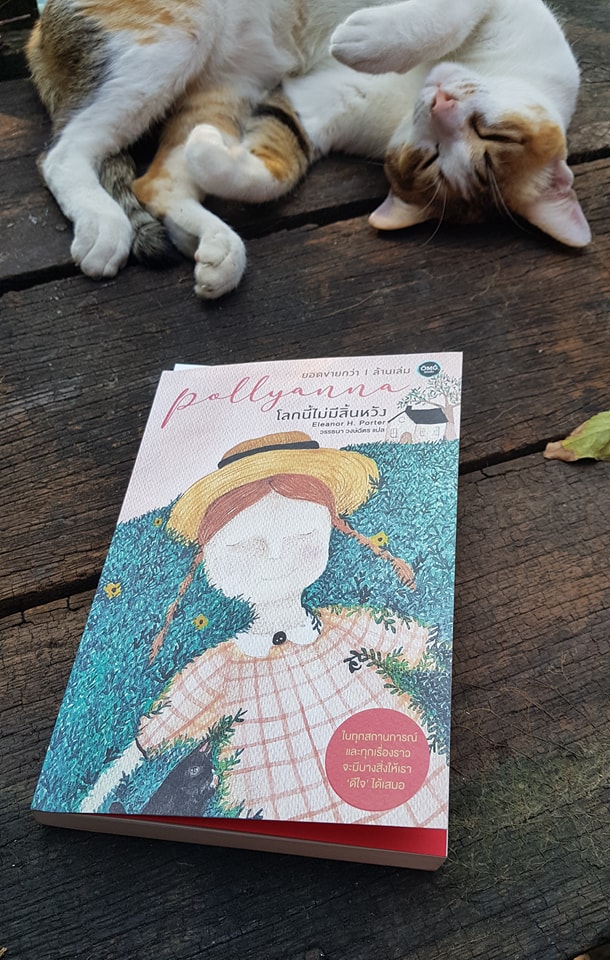 ยอดขายกว่า 1 ล้านเล่ม
OMG
BOOKS
pollyanna
โลกนี้ไม่มีสิ้นหวัง
Eleanor H. Porter
วรรธนา วงษ์ฉัตร แปล
ในทุกสถานการณ์
และทุกเรื่องราว
จะมีบางสิ่งให้เรา
'ดีใจ' ได้เสมอ